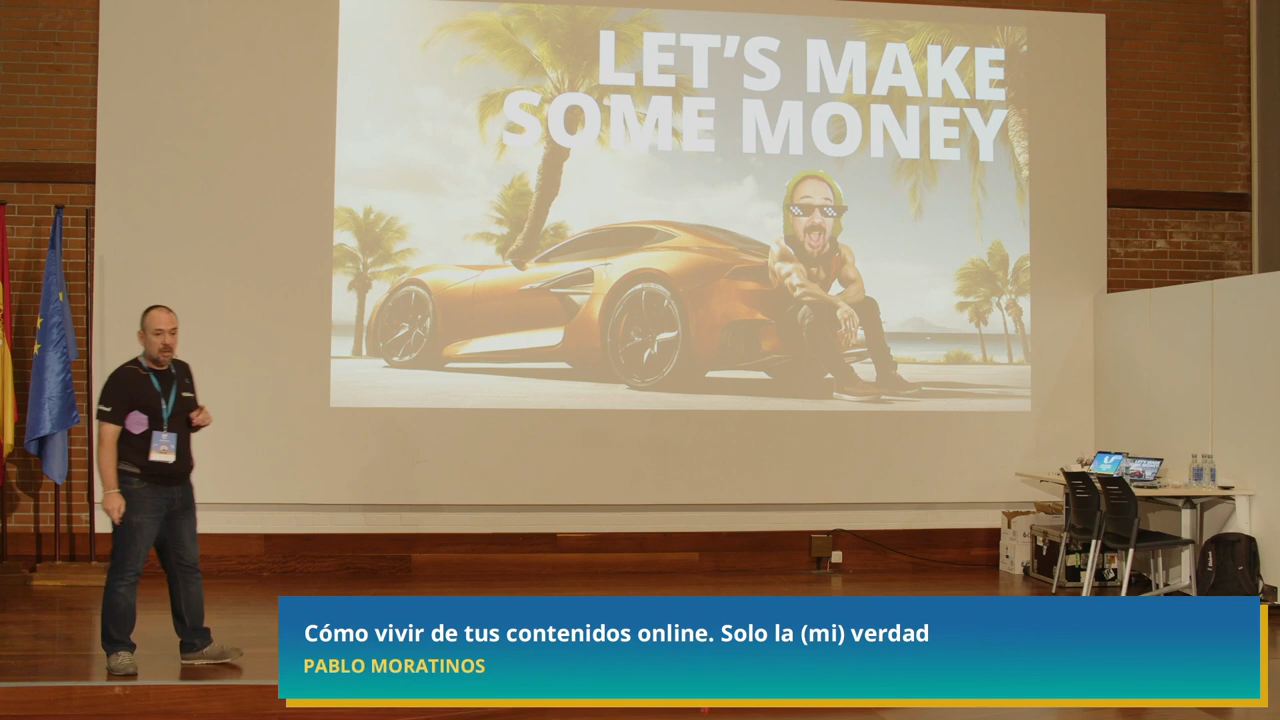 LET'S MAKE
SOME MONEY
Cómo vivir de tus contenidos online. Solo la (mi) verdad
PABLO MORATINOS